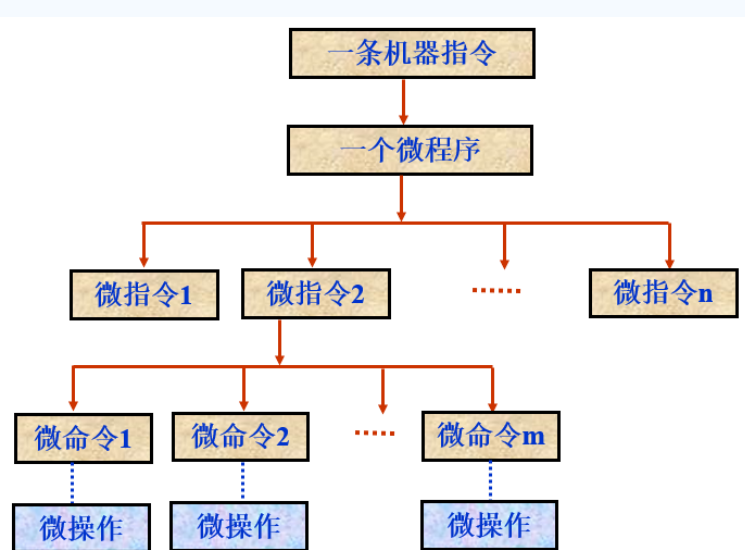 一条机器指令
一个微程序
微指令1
微指令2
······
微指令n
微命令1
微命令2
······
微命令m
微操作
微操作
微操作